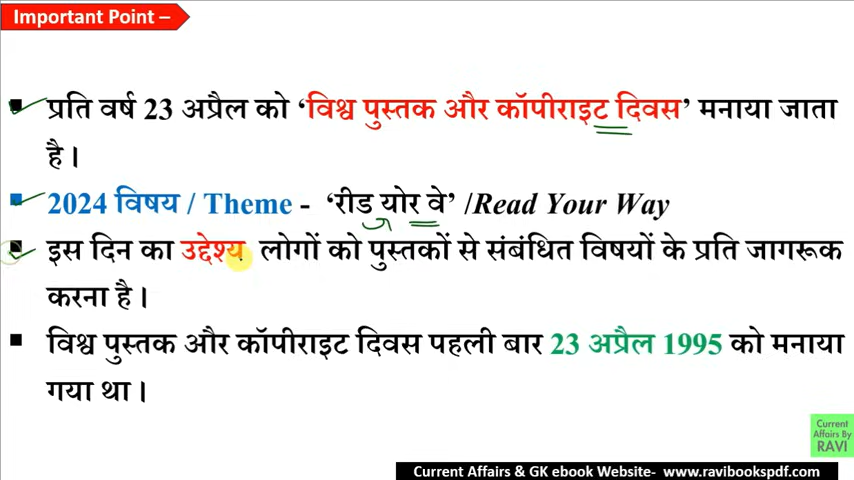 Important Point –
▪ प्रति वर्ष 23 अप्रैल को ‘विश्व पुस्तक और कॉपीराइट दिवस’ मनाया जाता
है।
▪ 2024 विषय / Theme - ‘रीड योर वे’ /Read Your Way
▪ इस दिन का उद्देश्य लोगों को पुस्तकों से संबंधित विषयों के प्रति जागरूक
करना है।
▪ विश्व पुस्तक और कॉपीराइट दिवस पहली बार 23 अप्रैल 1995 को मनाया
गया था।
Current
Affairs By
RAVI
Current Affairs & GK ebook Website- www.ravibookspdf.com